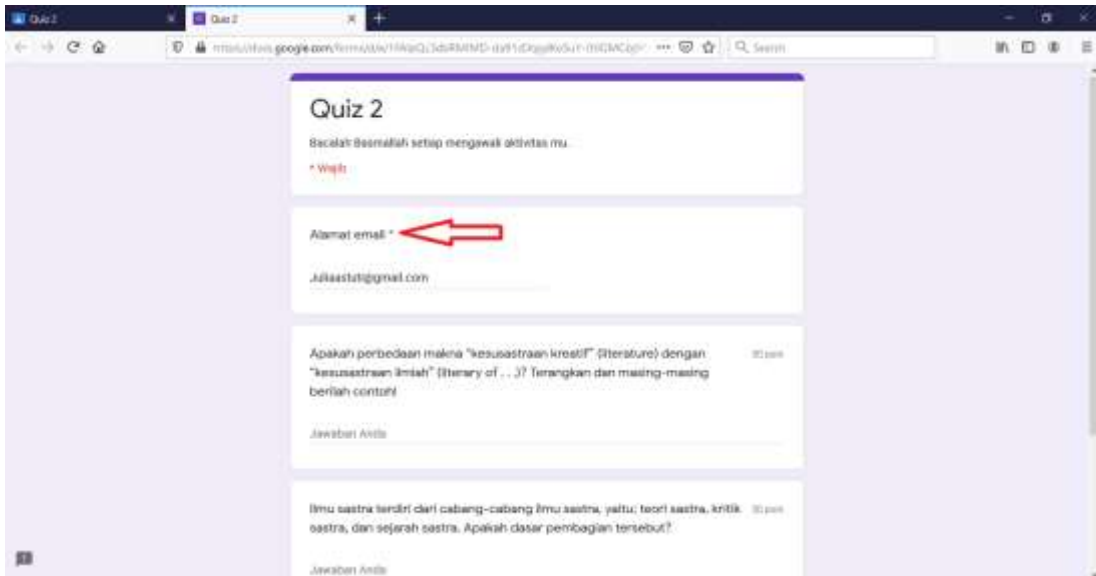 Quiz 2
Quiz 2
Search
Quiz 2
Bacalah Basmallah setiap mengawali aktivitas mu.
* Wajib
Alamat email *
Juliaastuti@gmail.com
Apakah perbedaan makna "kesusastraan kreatif" (literature) dengan
"kesusastraan ilmiah" (literary of . . .)? Terangkan dan masing-masing
berilah contoh!
Jawaban Anda
Ilmu sastra terdiri dari cabang-cabang ilmu sastra, yaitu; teori sastra, kritik
sastra, dan sejarah sastra. Apakah dasar pembagian tersebut?
Jawaban Anda